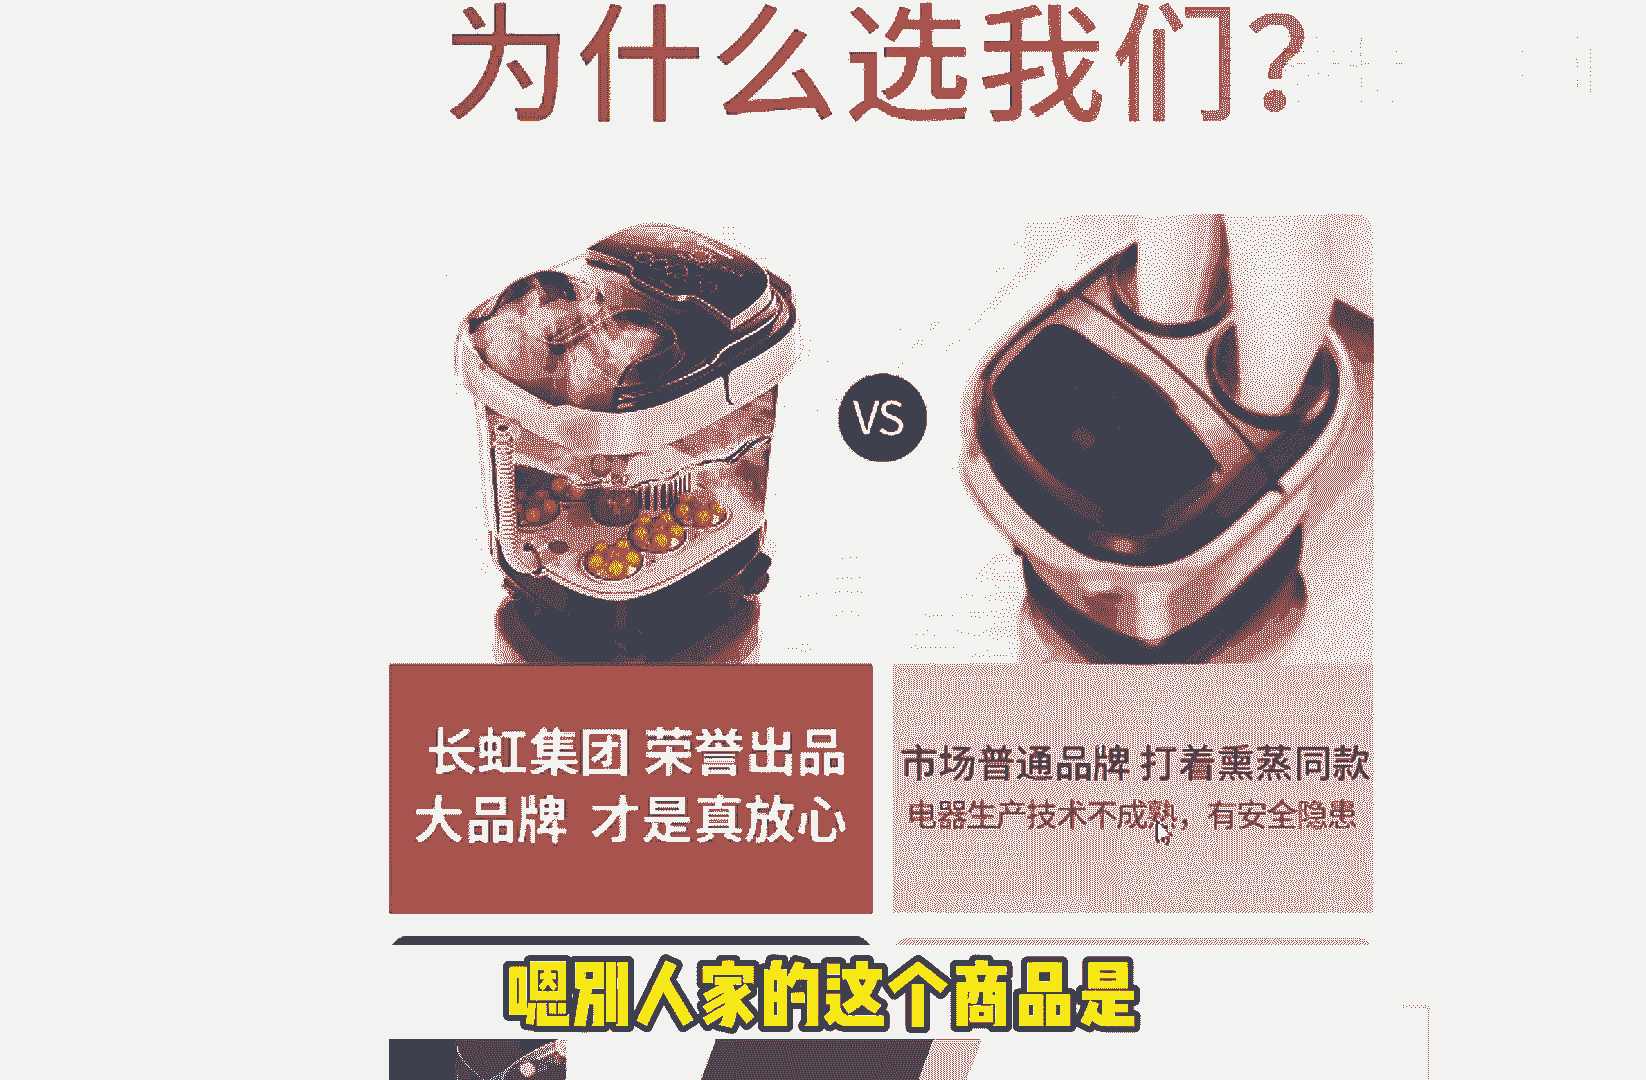 为什么选我们?
VS
长虹集团 荣誉出品
大品牌 才是真放心
市场普通品牌 打着熏蒸同款
电器生产技术不成熟，有安全隐患
嗯别人家的这个商品是